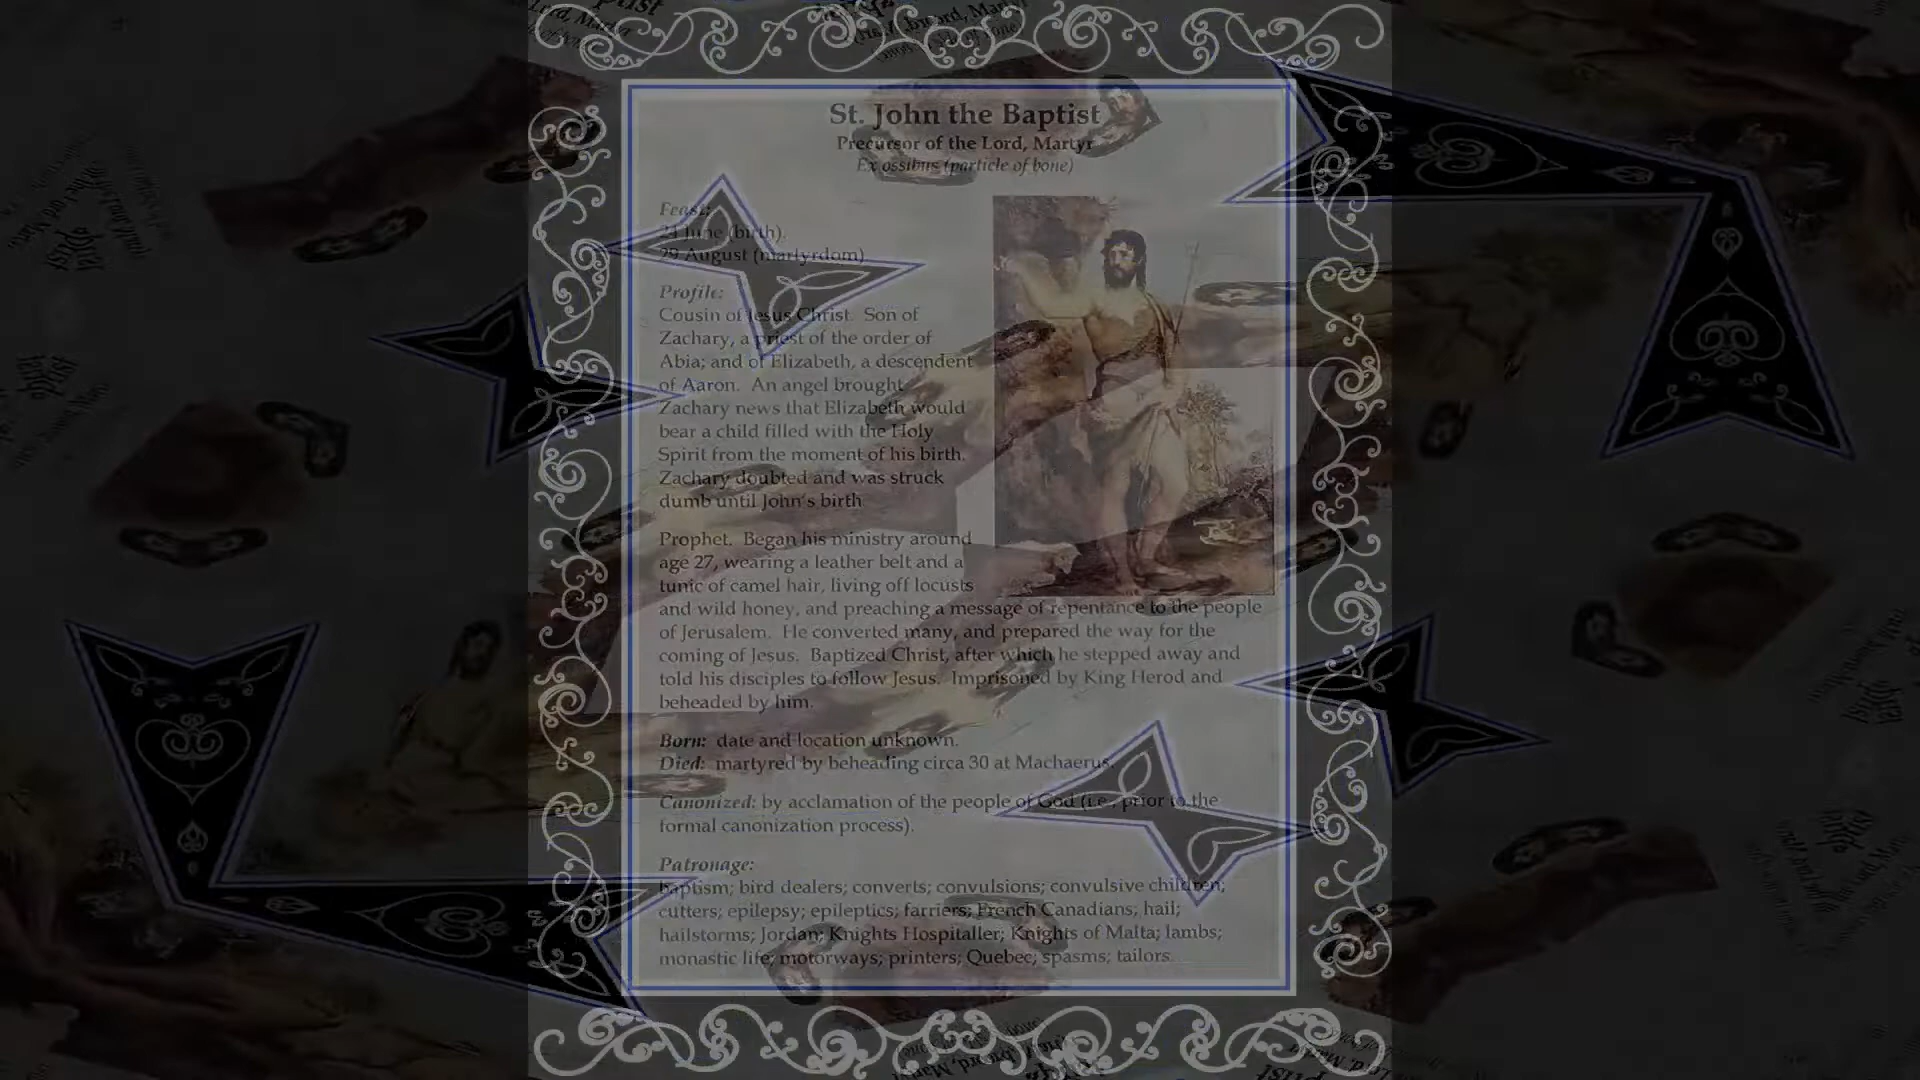 St. John the Baptist
Precursor of the Lord, Martyr
Ex ossibus (particle of bone)
Feast:
24 June (birth).
29 August (martyrdom)
Profile:
Cousin of Jesus Christ. Son of
Zachary, a priest of the order of
Abia; and of Elizabeth, a descendent
of Aaron. An angel brought
Zachary news that Elizabeth would
bear a child filled with the Holy
Spirit from the moment of his birth.
Zachary doubted and was struck
dumb until John's birth
Prophet. Began his ministry around
age 27, wearing a leather belt and a
tunic of camel hair, living off locusts
and wild honey, and preaching a message of repentance to the people
of Jerusalem. He converted many, and prepared the way for the
coming of Jesus. Baptized Christ, after which he stepped away and
told his disciples to follow Jesus. Imprisoned by King Herod and
beheaded by him.
Born: date and location unknown.
Died: martyred by beheading circa 30 at Machaerus.
Canonized: by acclamation of the people of God (i.e., prior to the
formal canonization process).
Patronage:
baptism; bird dealers; converts; convulsions; convulsive children;
cutters; epilepsy; epileptics; farriers; French Canadians; hail;
hailstorms; Jordan; Knights Hospitaller; Knights of Malta; lambs;
monastic life; motorways; printers; Quebec; spasms; tailors.